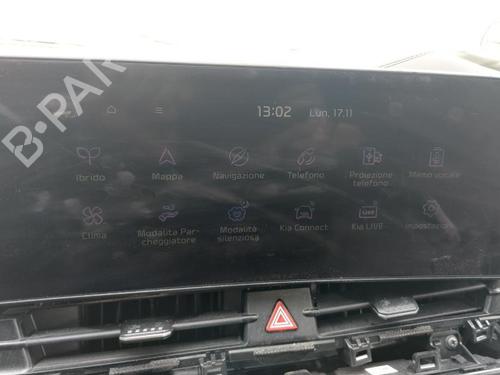 B-PARTS
13:02 Lun. 17.11
Ibrido Mappa Navigazione Telefono Proiezione telefono Memo vocale
Clima Modalità Parcheggiatore Modalità silenziosa Kia Connect Kia LIVE Impostazioni